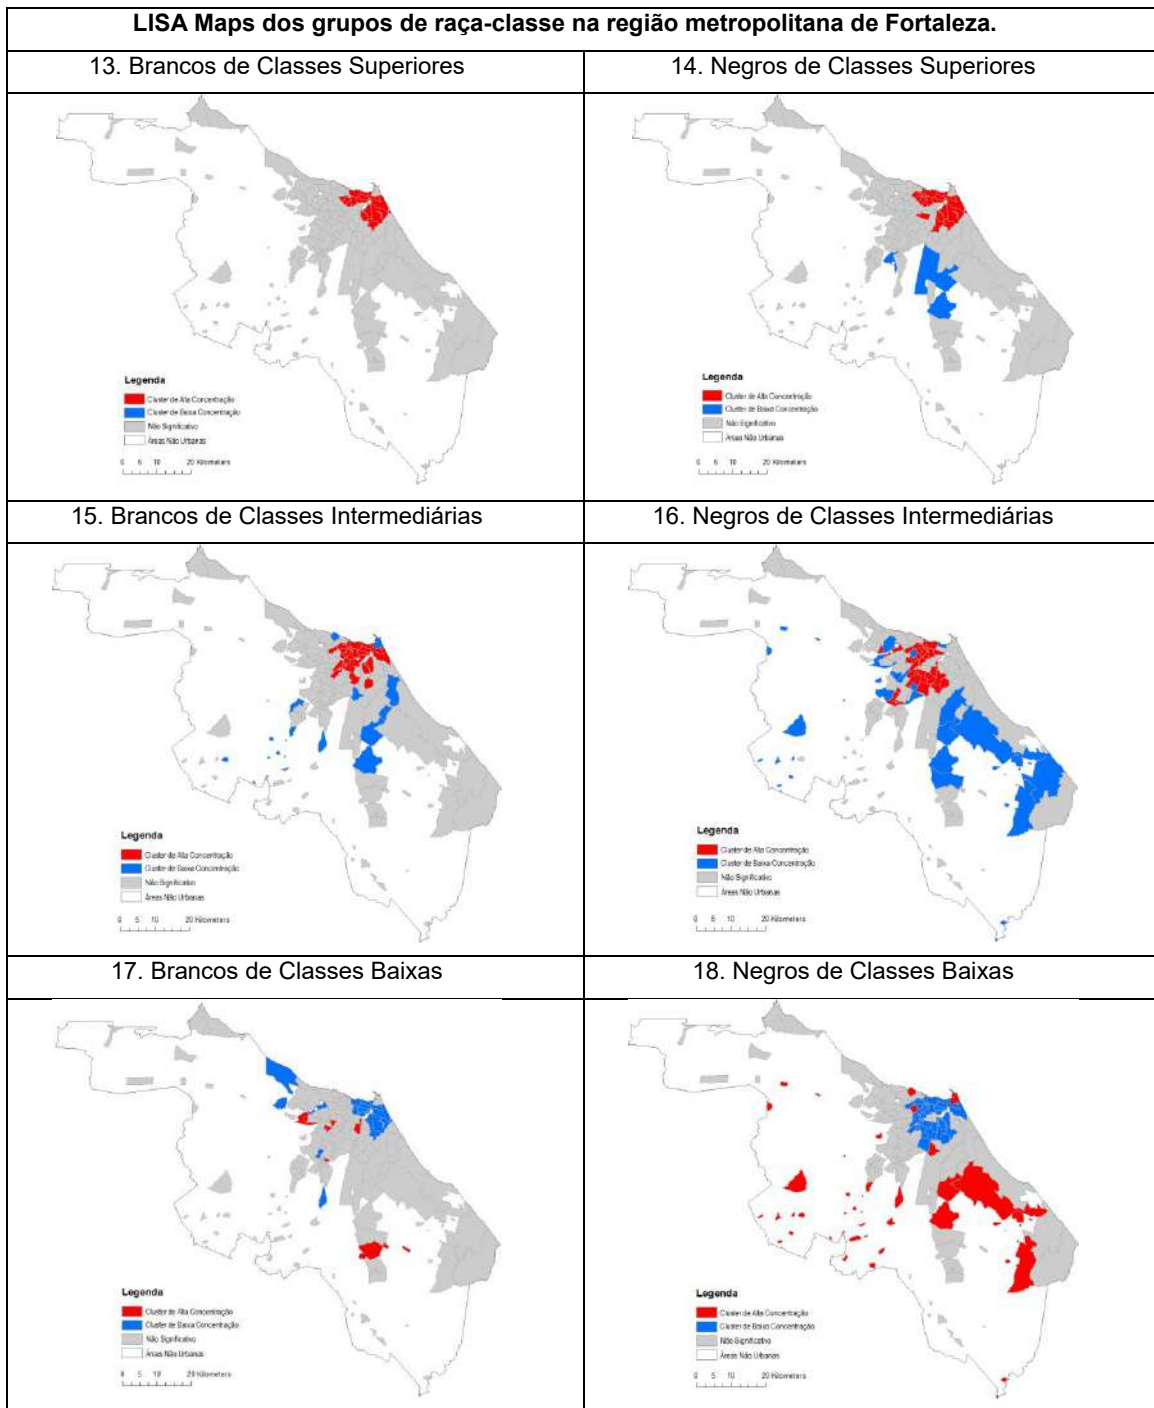 LISA Maps dos grupos de raça-classe na região metropolitana de Fortaleza.
13. Brancos de Classes Superiores
14. Negros de Classes Superiores
Legenda
Cluster de Alta Concentração
Cluster de Baixa Concentração
Não Significativo
Áreas Não Urbanas
0 5 10 20 Kilometers
Legenda
Cluster de Alta Concentração
Cluster de Baixa Concentração
Não Significativo
Áreas Não Urbanas
0 5 10 20 Kilometers
15. Brancos de Classes Intermediárias
16. Negros de Classes Intermediárias
Legenda
Cluster de Alta Concentração
Cluster de Baixa Concentração
Não Significativo
Áreas Não Urbanas
0 5 10 20 Kilometers
Legenda
Cluster de Alta Concentração
Cluster de Baixa Concentração
Não Significativo
Áreas Não Urbanas
0 5 10 20 Kilometers
17. Brancos de Classes Baixas
18. Negros de Classes Baixas
Legenda
Cluster de Alta Concentração
Cluster de Baixa Concentração
Não Significativo
Áreas Não Urbanas
0 5 10 20 Kilometers
Legenda
Cluster de Alta Concentração
Cluster de Baixa Concentração
Não Significativo
Áreas Não Urbanas
0 5 10 20 Kilometers